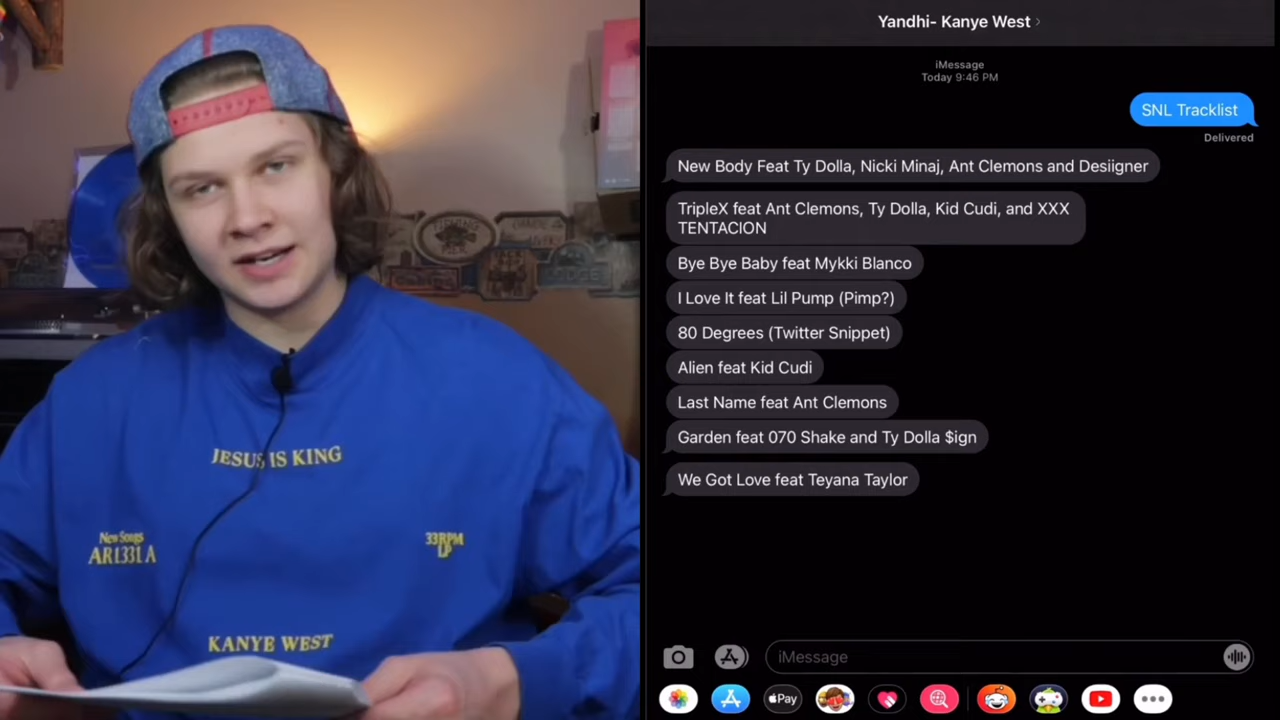 JESUS IS KING
New Songs
AR1331 A
33RPM
LP
KANYE WEST
Yandhi- Kanye West
iMessage
Today 9:46 PM
SNL Tracklist
Delivered
New Body Feat Ty Dolla, Nicki Minaj, Ant Clemons and Desiigner
TripleX feat Ant Clemons, Ty Dolla, Kid Cudi, and XXX
TENTACION
Bye Bye Baby feat Mykki Blanco
I Love It feat Lil Pump (Pimp?)
80 Degrees (Twitter Snippet)
Alien feat Kid Cudi
Last Name feat Ant Clemons
Garden feat 070 Shake and Ty Dolla $ign
We Got Love feat Teyana Taylor
iMessage
Pay